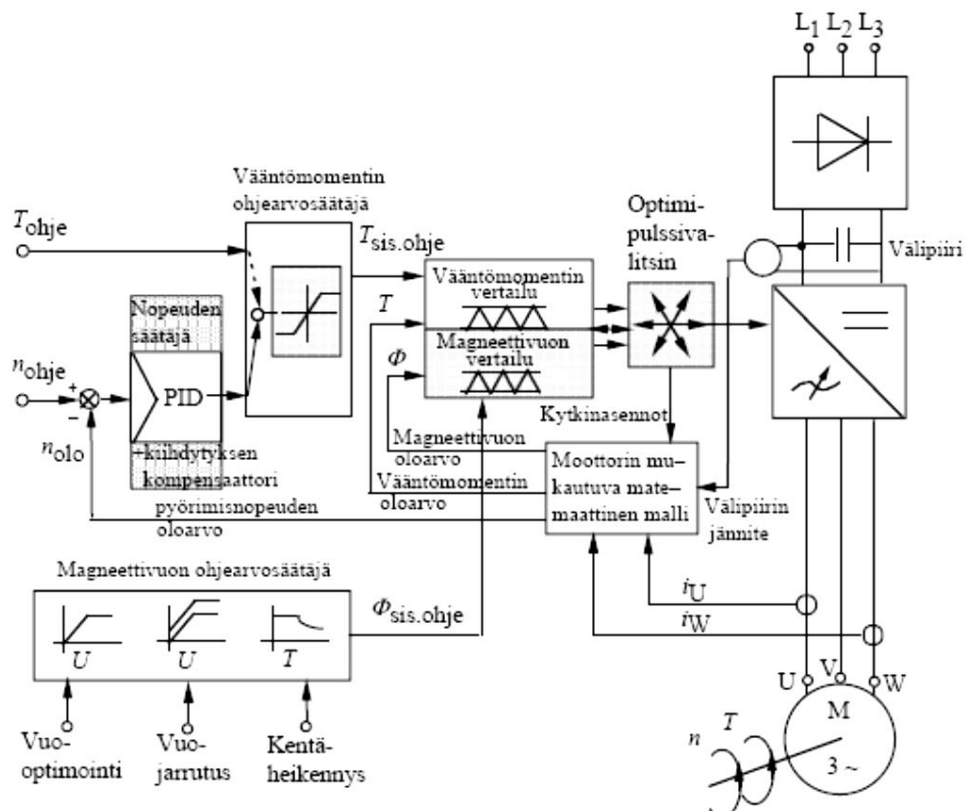 L1 L2 L3
Vääntömomentin
ohjearvosäätäjä
Tohje
Tsis.ohje
Optimi-
pulssiva-
litsin
Välipiiri
Vääntömomentin
vertailu
T
Nopeuden
säätäjä
Magneettivuon
vertailu
Φ
nohje
+
PID
−
Kytkinasennot
nolo
+kiihdytyksen
kompensaattori
Magneettivuon
oloarvo
Vääntömomentin
oloarvo
pyörimisnopeuden
oloarvo
Moottorin mu–
kautuva mate–
maattinen malli
Välipiirin
jännite
Magneettivuon ohjearvosäätäjä
U
U
T
Φsis.ohje
iU
iW
U V W
M
3 ~
n T
Vuo-
optimointi
Vuo-
jarrutus
Kentä-
heikennys